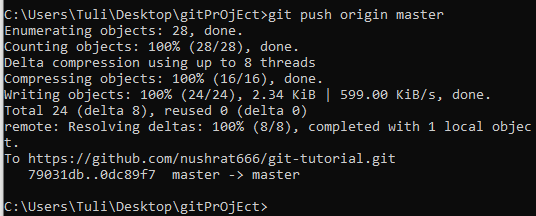 C:\Users\Tuli\Desktop\gitPrOjEct>git push origin master
Enumerating objects: 28, done.
Counting objects: 100% (28/28), done.
Delta compression using up to 8 threads
Compressing objects: 100% (16/16), done.
Writing objects: 100% (24/24), 2.34 KiB | 599.00 KiB/s, done.
Total 24 (delta 8), reused 0 (delta 0)
remote: Resolving deltas: 100% (8/8), completed with 1 local objec
t.
To https://github.com/nushrat666/git-tutorial.git
   79031db..0dc89f7  master -> master
C:\Users\Tuli\Desktop\gitPrOjEct>